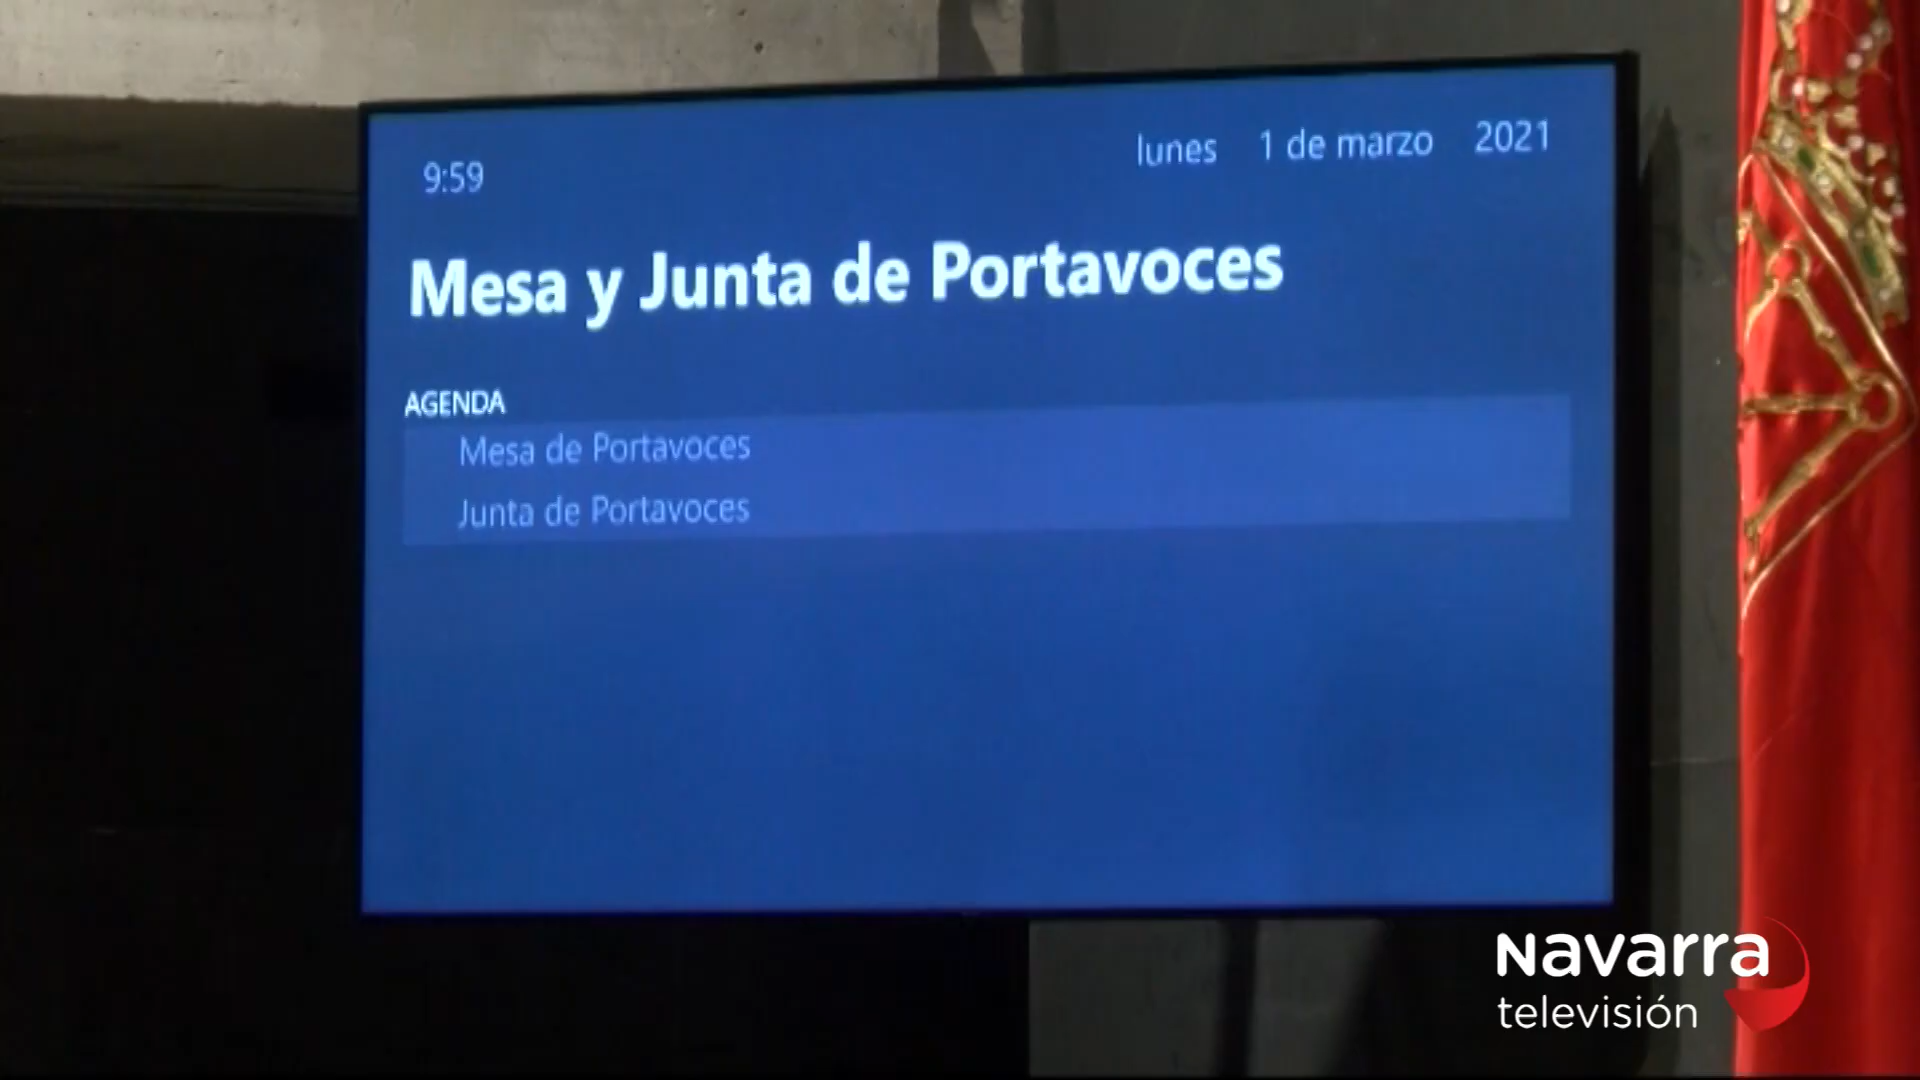 9:59
lunes 1 de marzo 2021
Mesa y Junta de Portavoces
AGENDA
Mesa de Portavoces
Junta de Portavoces
Navarra
televisión